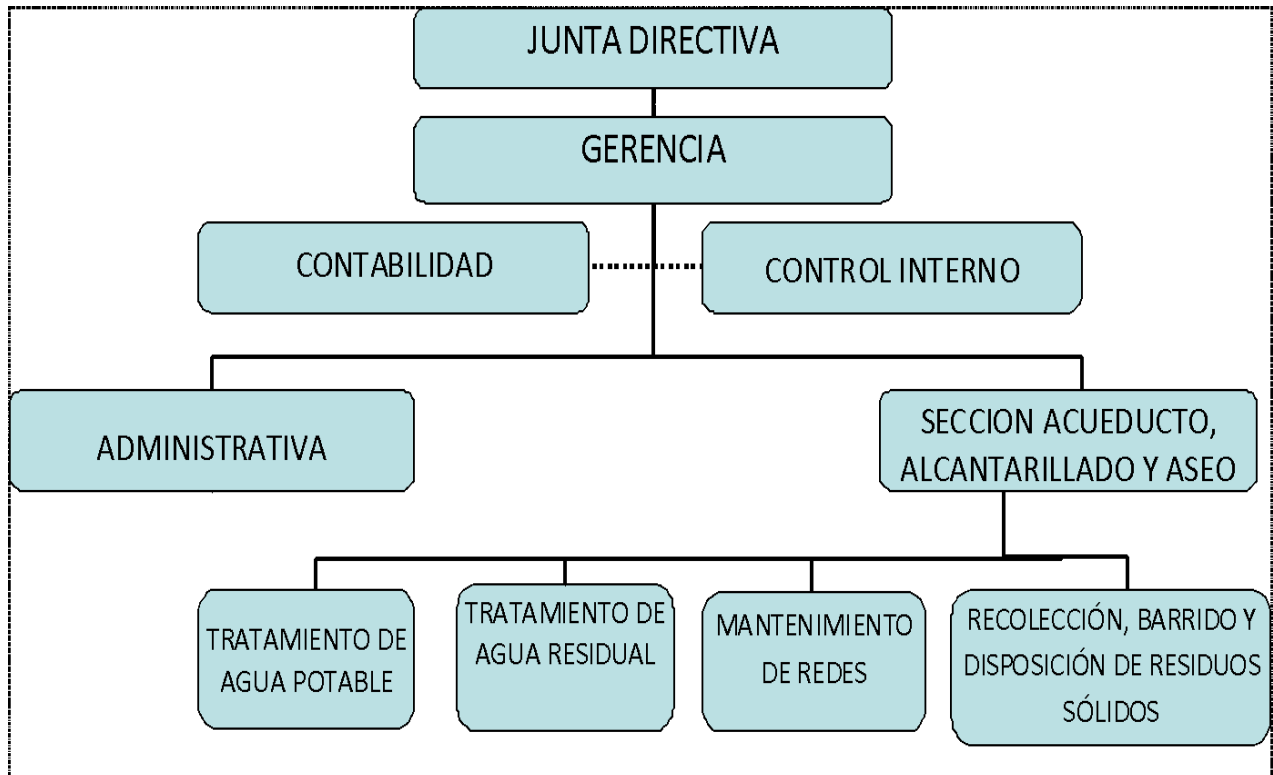 JUNTA DIRECTIVA
GERENCIA
CONTABILIDAD
CONTROL INTERNO
ADMINISTRATIVA
SECCION ACUEDUCTO,
ALCANTARILLADO Y ASEO
TRATAMIENTO DE
AGUA POTABLE
TRATAMIENTO DE
AGUA RESIDUAL
MANTENIMIENTO
DE REDES
RECOLECCIÓN, BARRIDO Y
DISPOSICIÓN DE RESIDUOS
SÓLIDOS